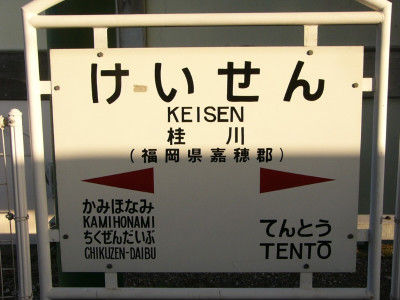 けいせん
KEISEN
桂川
(福岡県嘉穂郡)
かみほなみ
KAMIHONAMI
ちくぜんだいぶ
CHIKUZEN-DAIBU
てんとう
TENTŌ